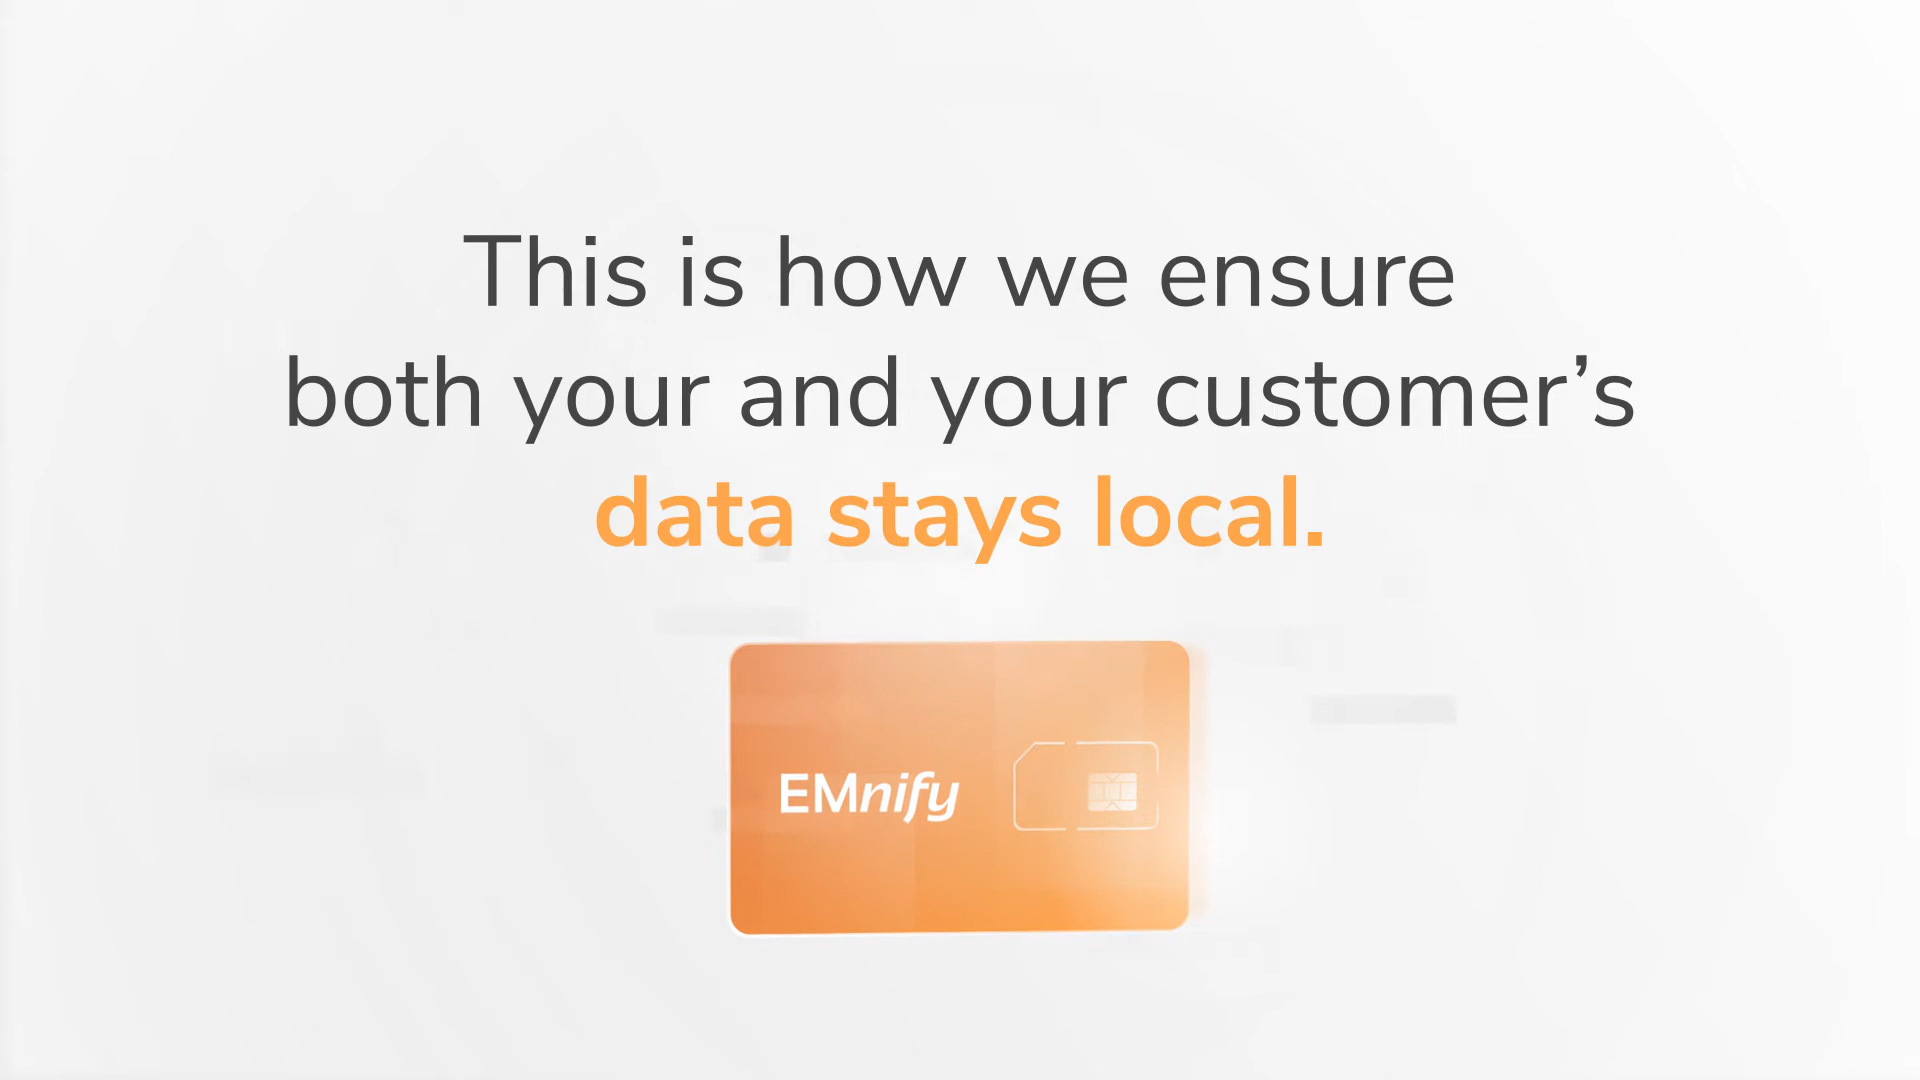 This is how we ensure
both your and your customer’s
data stays local.
EMnify